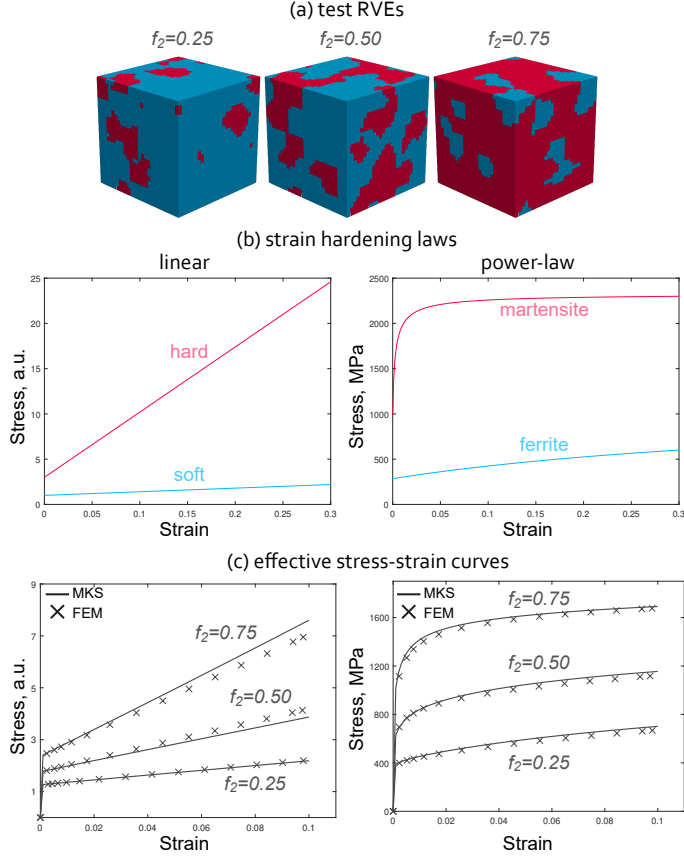 (a) test RVEs
f2=0.25 f2=0.50 f2=0.75
(b) strain hardening laws
linear
25
20
15
10
5
0
Stress, a.u.
hard
soft
0 0.05 0.1 0.15 0.2 0.25 0.3
Strain
power-law
2500
2000
1500
1000
500
0
Stress, MPa
martensite
ferrite
0 0.05 0.1 0.15 0.2 0.25 0.3
Strain
(c) effective stress-strain curves
9
7
5
3
1
Stress, a.u.
MKS
FEM
f2=0.75
f2=0.50
f2=0.25
0 0.02 0.04 0.06 0.08 0.1
Strain
1600
1200
800
400
0
Stress, MPa
MKS
FEM
f2=0.75
f2=0.50
f2=0.25
0 0.02 0.04 0.06 0.08 0.1
Strain